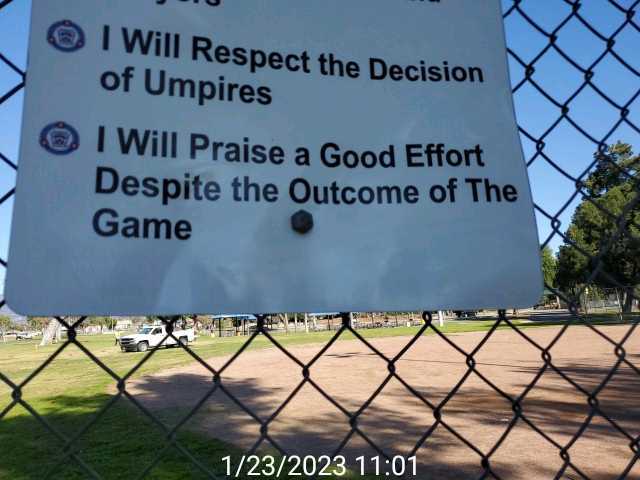 I Will Respect the Decision
of Umpires
I Will Praise a Good Effort
Despite the Outcome of The
Game
1/23/2023 11:01